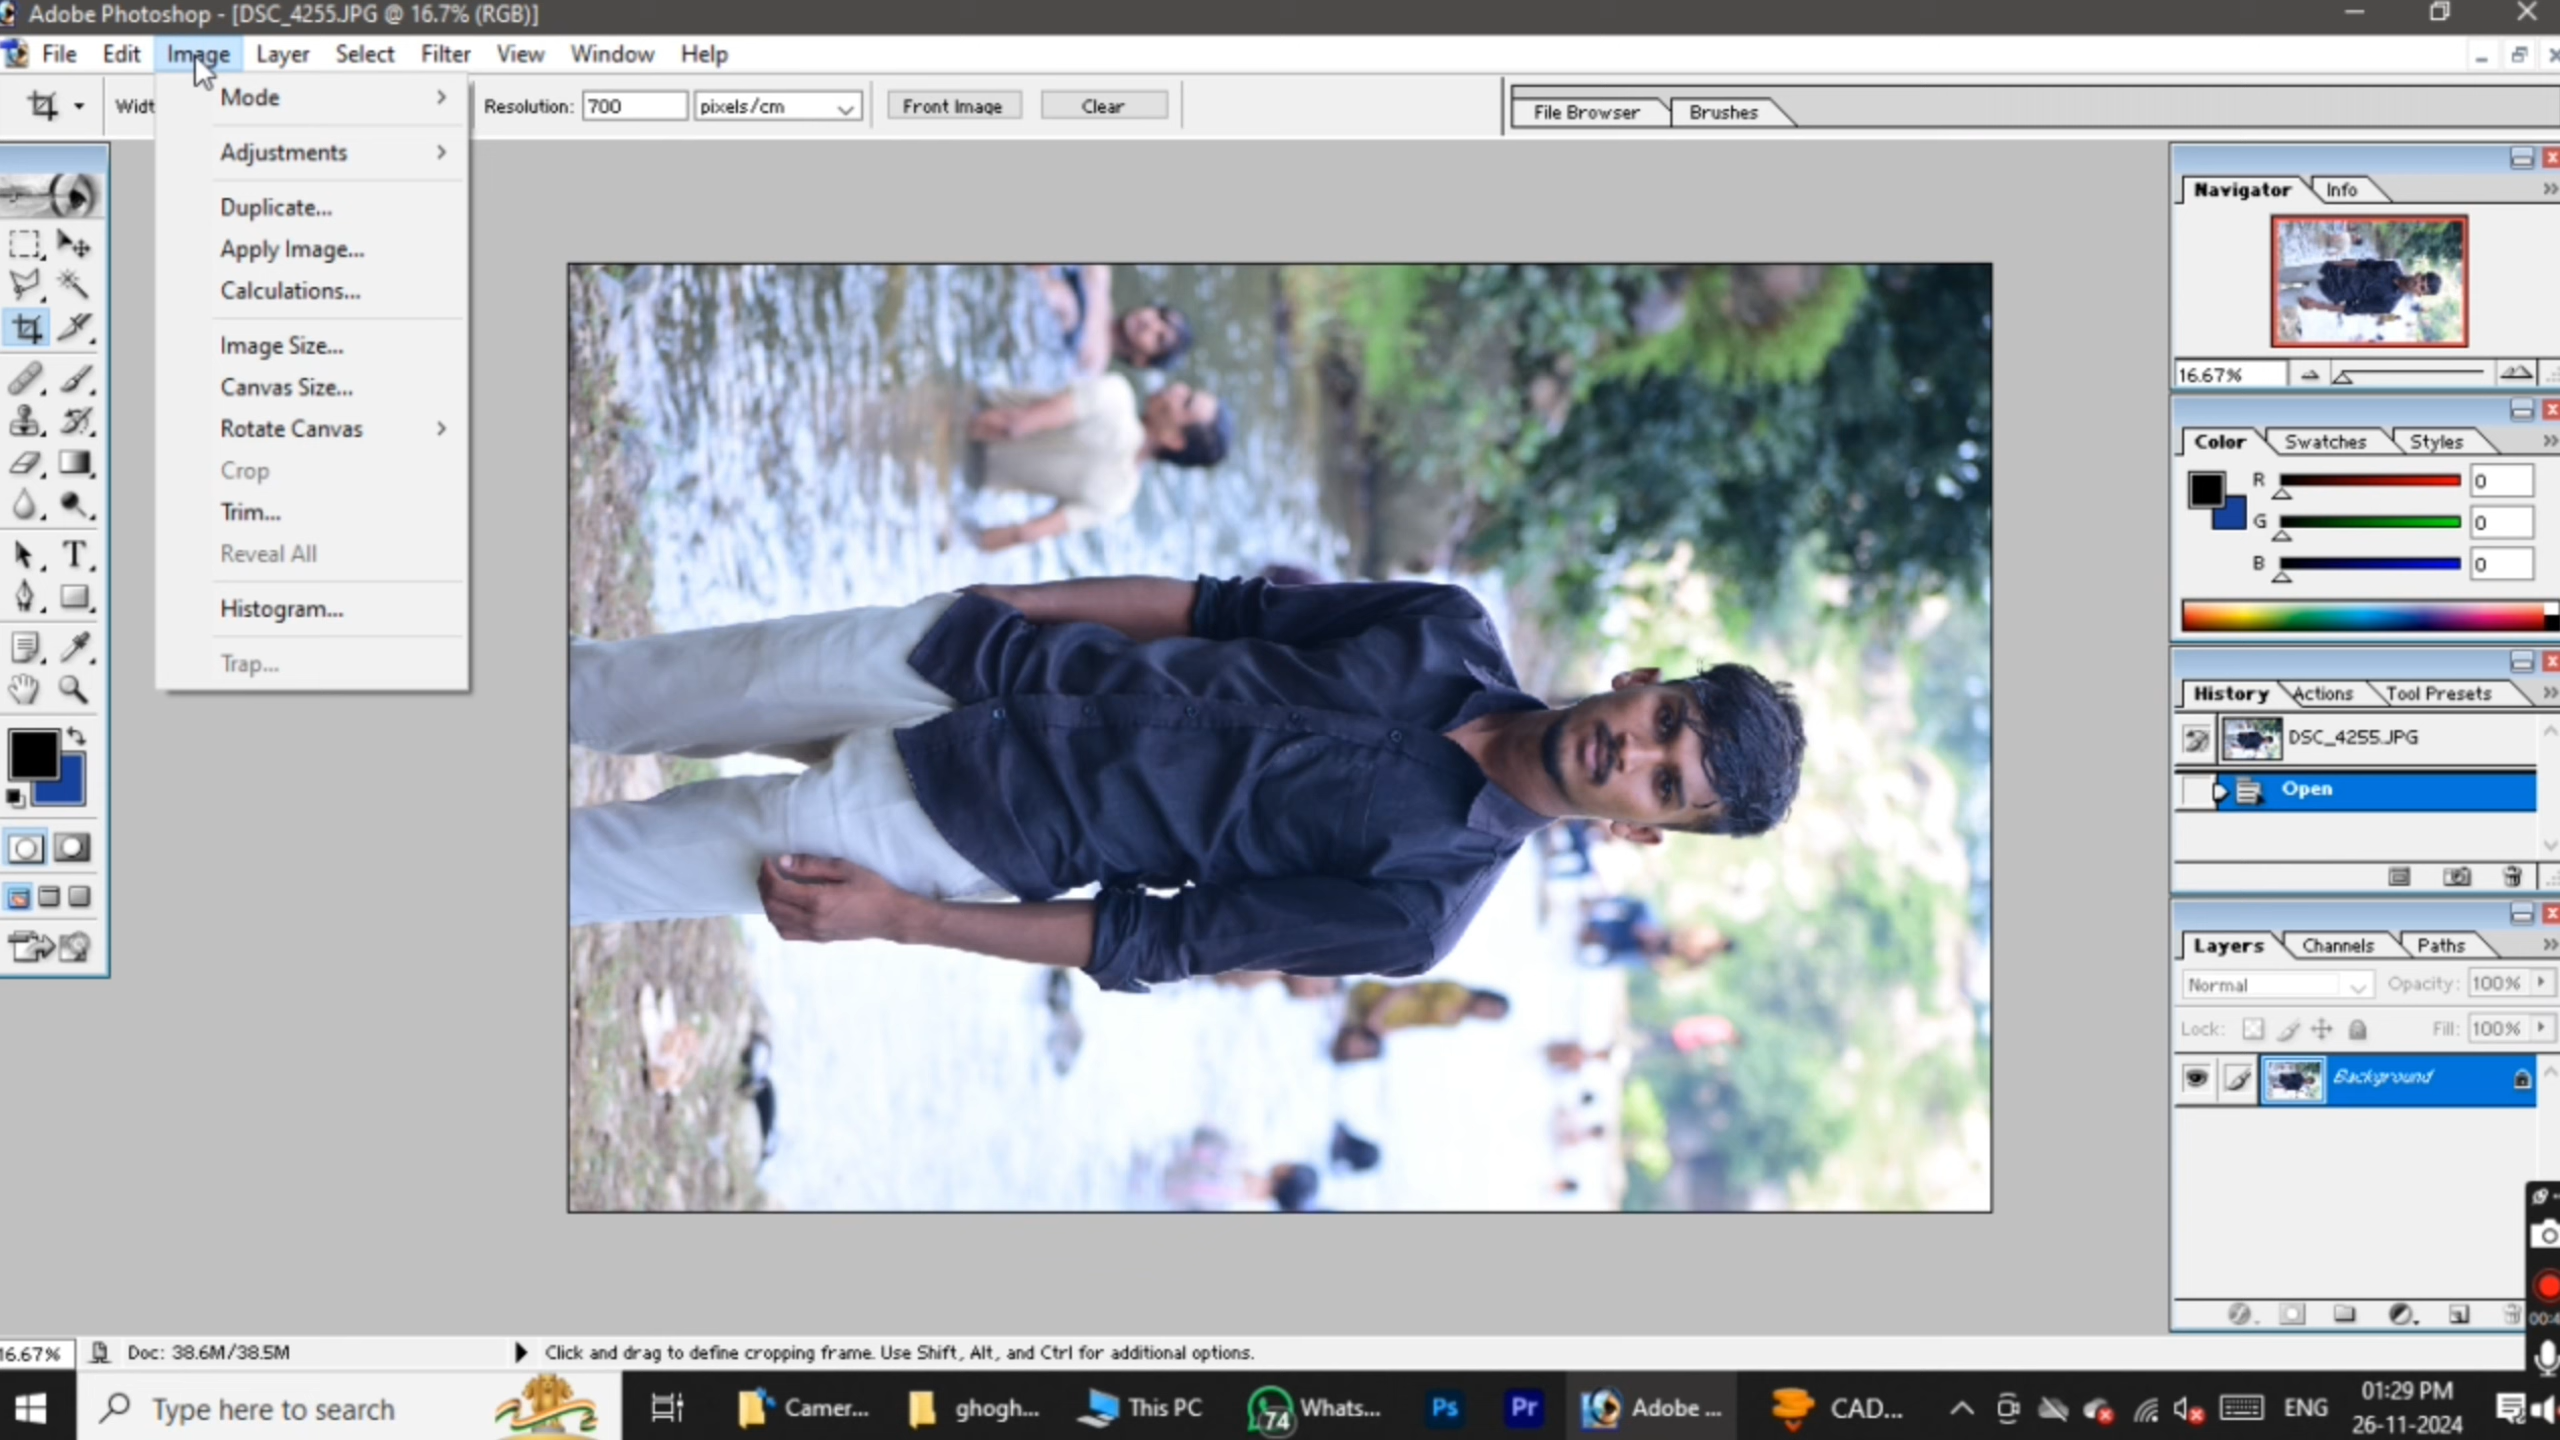 Adobe Photoshop - [DSC_4255.JPG @ 16.7% (RGB)]
File Edit Image Layer Select Filter View Window Help
Resolution: 700 pixels/cm Front Image Clear
File Browser Brushes
Mode
Adjustments
Duplicate...
Apply Image...
Calculations...
Image Size...
Canvas Size...
Rotate Canvas
Crop
Trim...
Reveal All
Histogram...
Trap...
Navigator Info
16.67%
Color Swatches Styles
R 0
G 0
B 0
History Actions Tool Presets
DSC_4255.JPG
Open
Layers Channels Paths
Normal Opacity: 100%
Lock: Fill: 100%
Background
16.67% Doc: 38.6M/38.5M Click and drag to define cropping frame. Use Shift, Alt, and Ctrl for additional options.
Type here to search Camer... ghogh... This PC 74 Whats... Ps Pr Adobe ... CAD... ENG 01:29 PM
26-11-2024